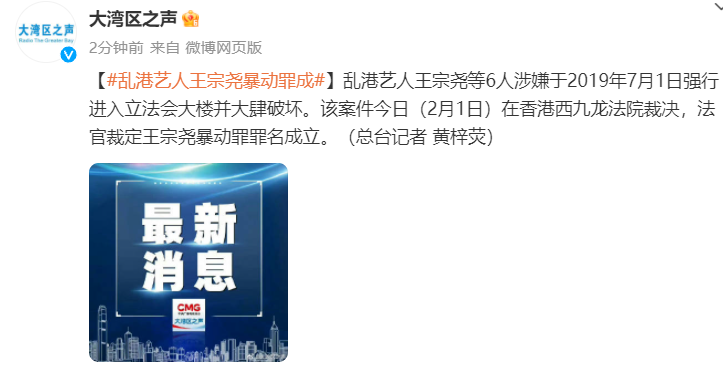 大湾区之声
Radio The Greater Bay
大湾区之声
2分钟前 来自 微博网页版
【#乱港艺人王宗尧暴动罪成#】乱港艺人王宗尧等6人涉嫌于2019年7月1日强行
进入立法会大楼并大肆破坏。该案件今日（2月1日）在香港西九龙法院裁决，法
官裁定王宗尧暴动罪罪名成立。（总台记者 黄梓荧）
最新
消息
CMG
大湾区之声